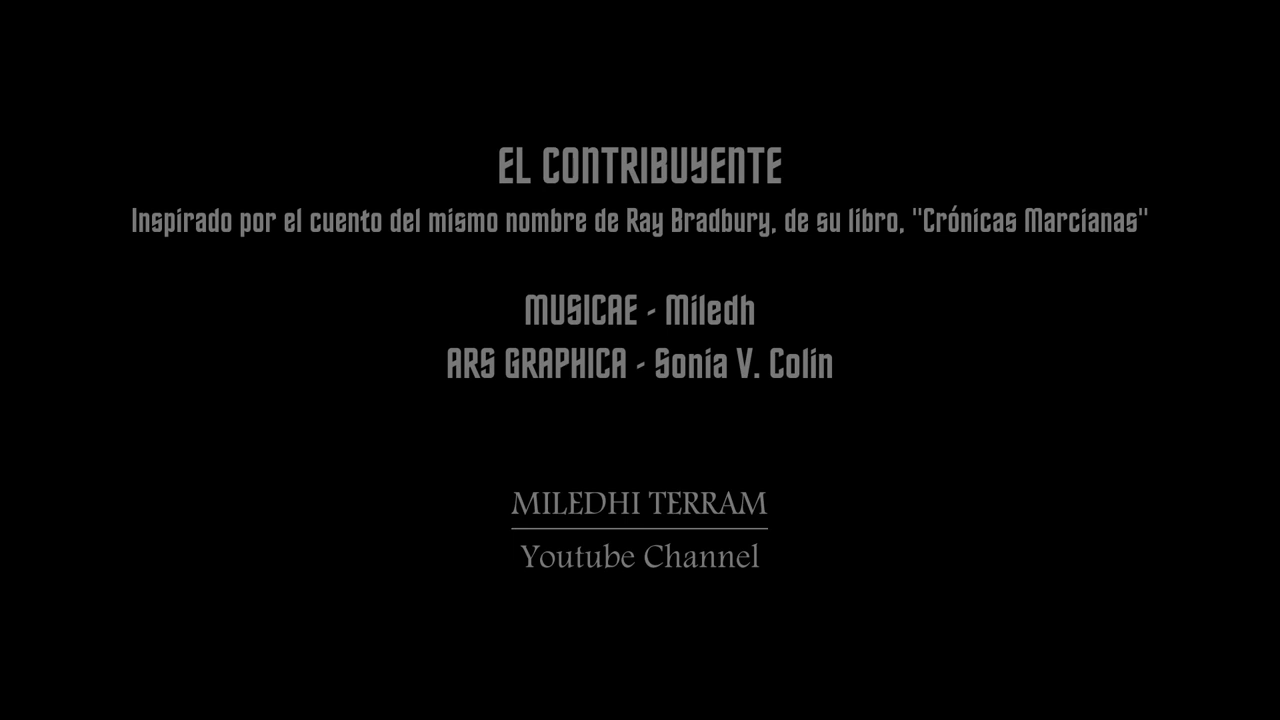 EL CONTRIBUYENTE
Inspirado por el cuento del mismo nombre de Ray Bradbury, de su libro, "Crónicas Marcianas"
MUSICAE - Miledh
ARS GRAPHICA - Sonia V. Colín
MILEDHI TERRAM
Youtube Channel